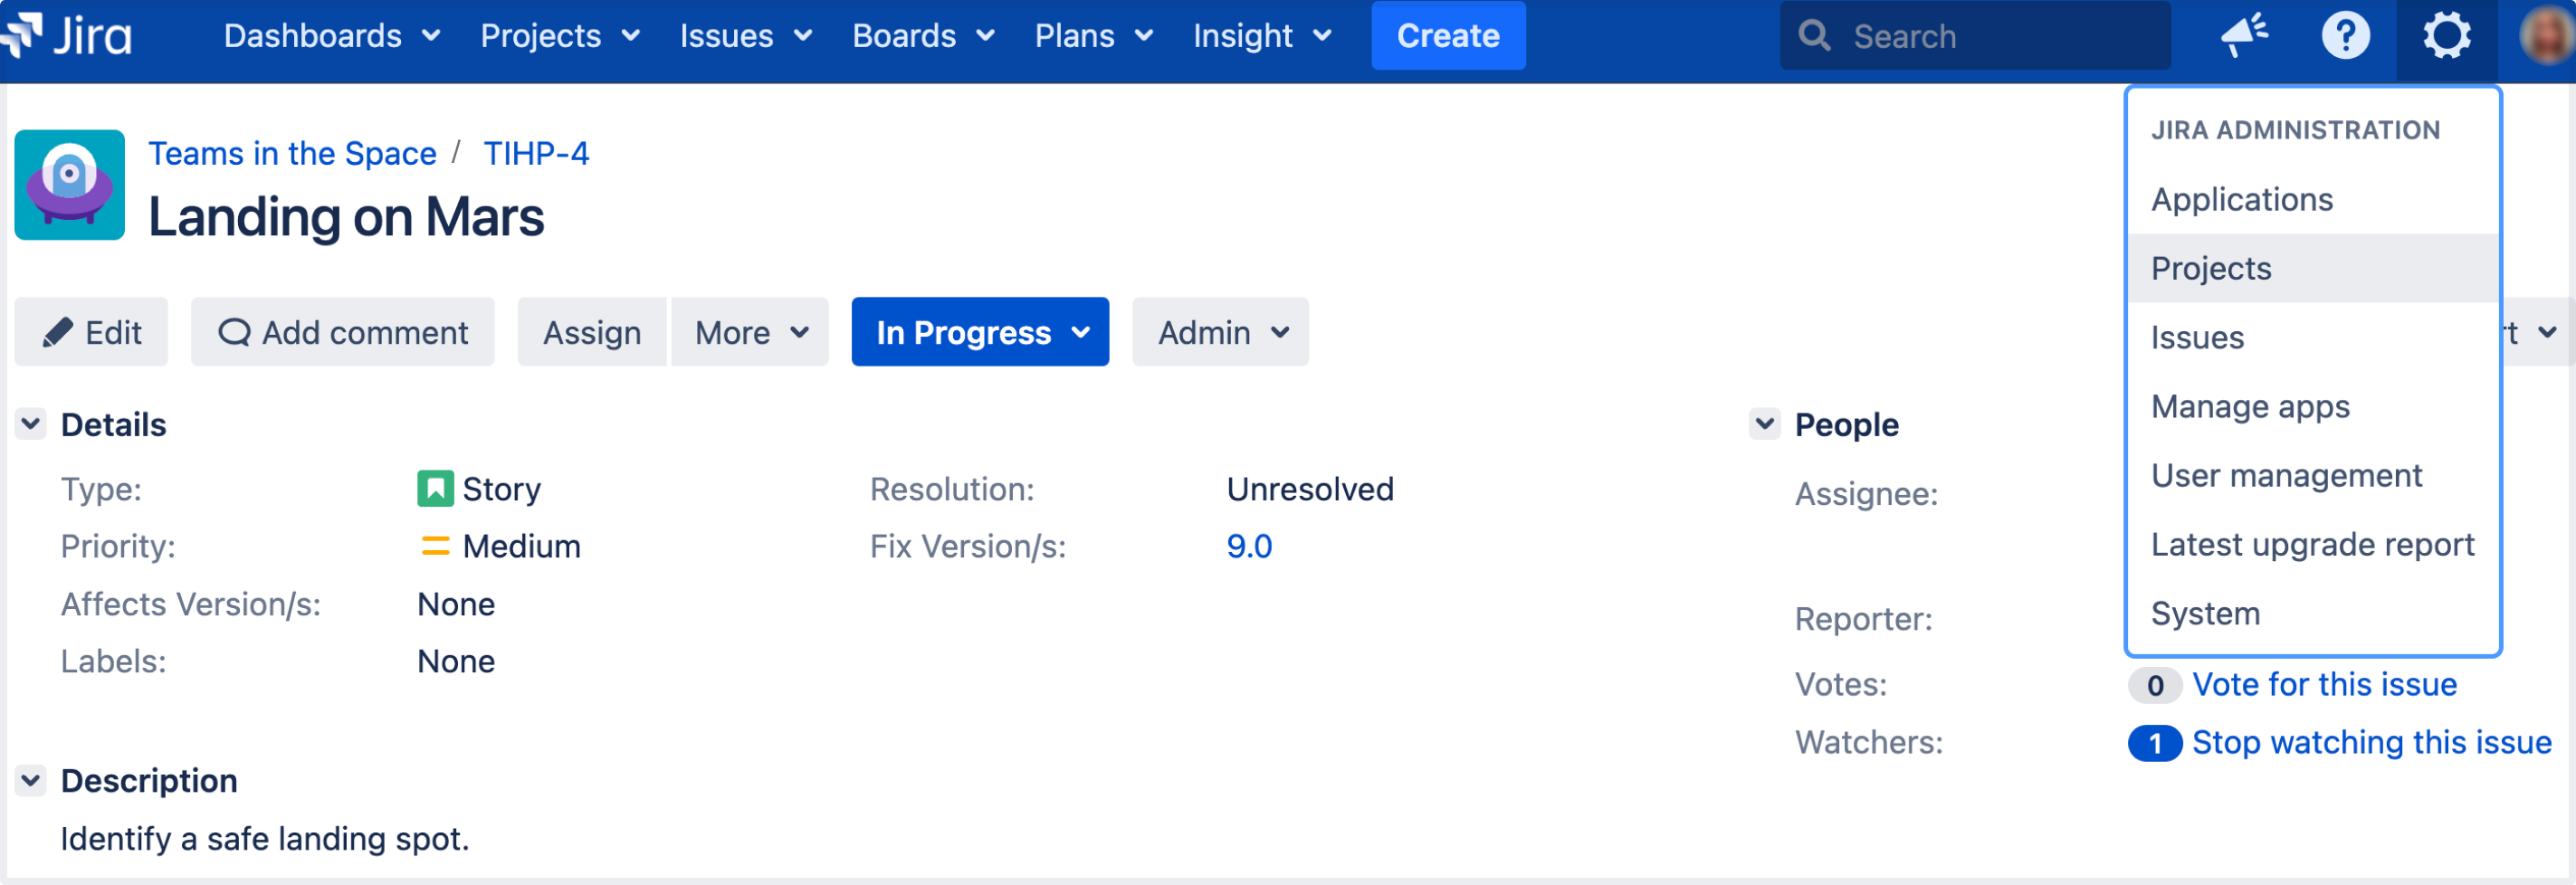 Jira Dashboards Projects Issues Boards Plans Insight Create Search
JIRA ADMINISTRATION
Applications
Projects
Issues
Manage apps
User management
Latest upgrade report
System
Teams in the Space / TIHP-4
Landing on Mars
Edit Add comment Assign More In Progress Admin
Details
Type: Story Resolution: Unresolved
Priority: Medium Fix Version/s: 9.0
Affects Version/s: None
Labels: None
People
Assignee:
Reporter:
Votes: 0 Vote for this issue
Watchers: 1 Stop watching this issue
Description
Identify a safe landing spot.